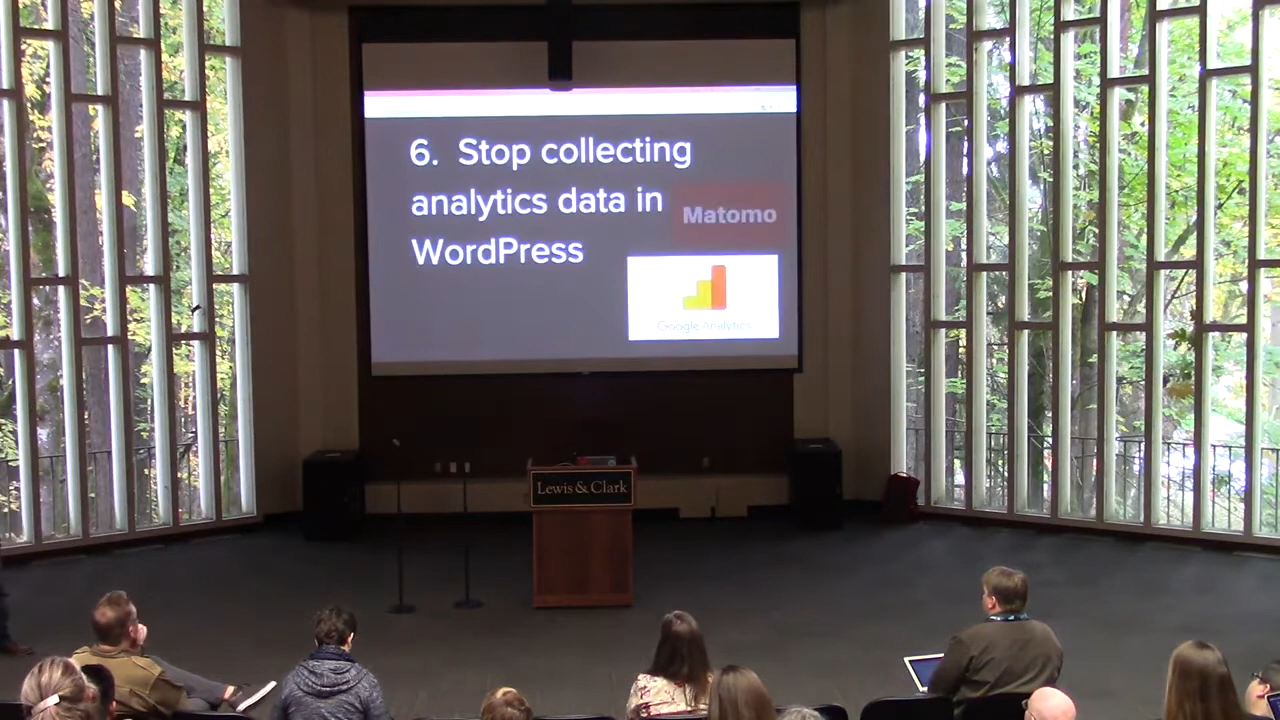 6. Stop collecting
analytics data in
WordPress
Matomo
Google Analytics
Lewis & Clark